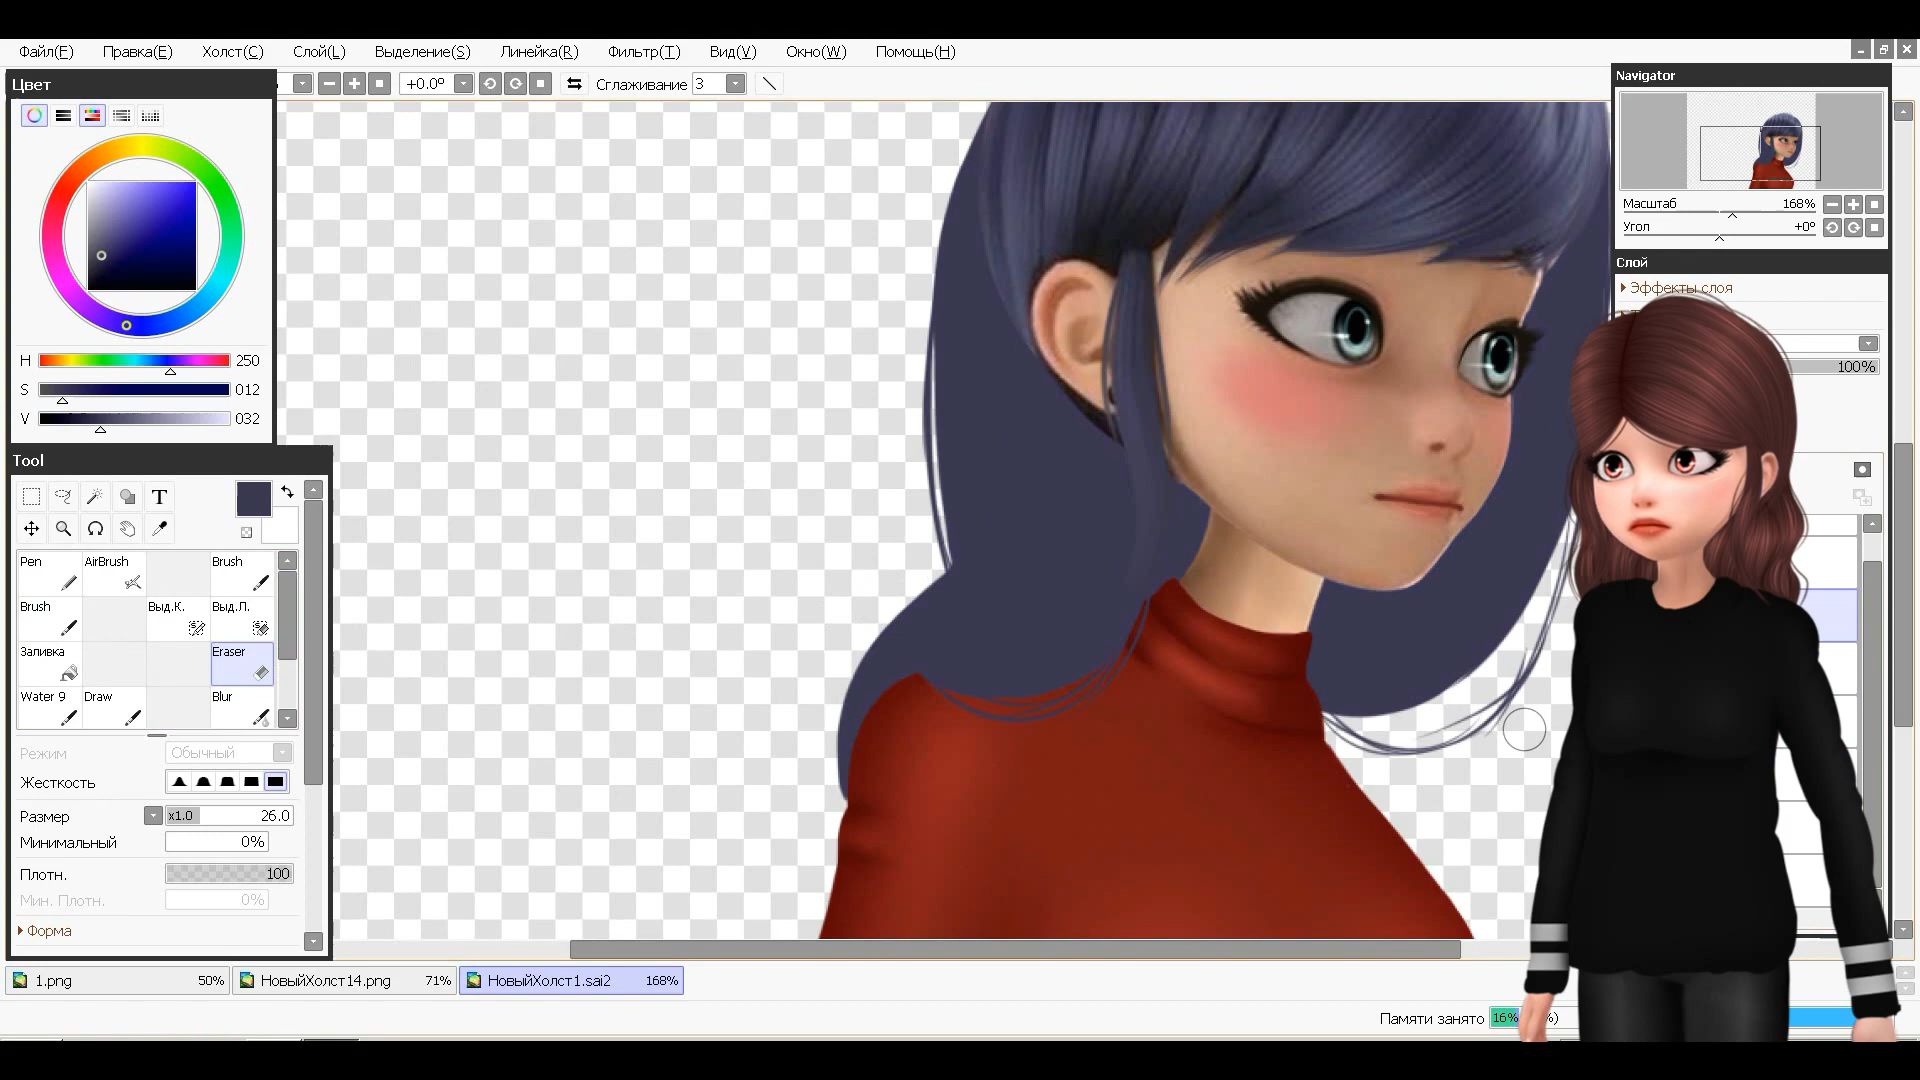 Файл(F) Правка(E) Холст(C) Слой(L) Выделение(S) Линейка(R) Фильтр(T) Вид(V) Окно(W) Помощь(H)
Цвет
+0.0º Сглаживание 3
H 250
S 012
V 032
Tool
T
Pen AirBrush Brush
Brush Выд.К. Выд.Л.
Заливка Eraser
Water 9 Draw Blur
Режим Обычный
Жесткость
Размер x1.0 26.0
Минимальный 0%
Плотн. 100
Мин. Плотн. 0%
Форма
Navigator
Масштаб 168%
Угол +0º
Слой
Эффекты слоя
100%
1.png 50% НовыйХолст14.png 71% НовыйХолст1.sai2 168%
Памяти занято 16% %)